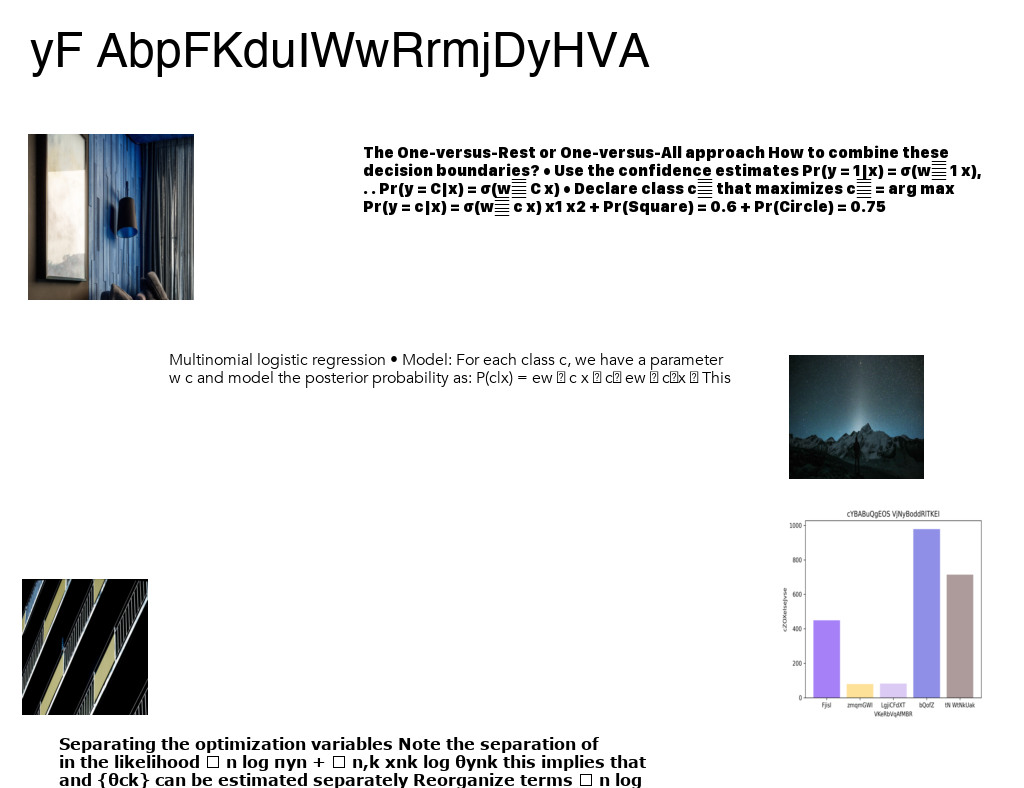 yF AbpFKduIWwRrmjDyHVA
The One-versus-Rest or One-versus-All approach How to combine these
decision boundaries? • Use the confidence estimates Pr(y = 1|x) = σ(w 1 x),
. . Pr(y = C|x) = σ(w C x) • Declare class c that maximizes c = arg max
Pr(y = c|x) = σ(w c x) x1 x2 + Pr(Square) = 0.6 + Pr(Circle) = 0.75
Multinomial logistic regression • Model: For each class c, we have a parameter
w c and model the posterior probability as: P(c|x) = ew c x c ew c x This
cYBABuQgEOS VjNyBoddRlTKEl
1000
800
600
400
200
0
cZOXelsejvse
FjisI zmqmGWl LgjiCFdXT bQofZ tN WtNkUak
VKeRbVqAfMBR
Separating the optimization variables Note the separation of
in the likelihood n log πyn + n,k xnk log θynk this implies that
and {θck} can be estimated separately Reorganize terms n log